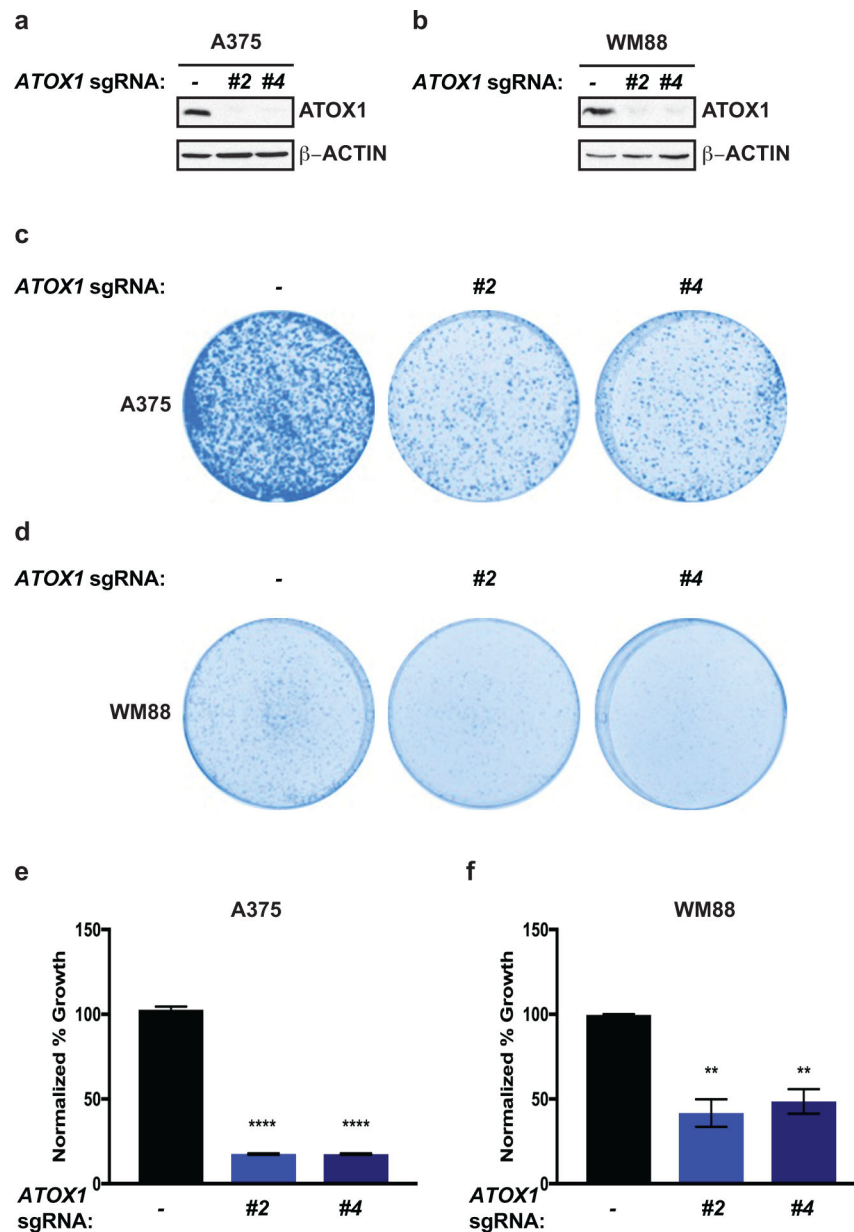 a
A375
ATOX1 sgRNA: - #2 #4
ATOX1
β–ACTIN
b
WM88
ATOX1 sgRNA: - #2 #4
ATOX1
β–ACTIN
c
ATOX1 sgRNA: - #2 #4
A375
d
ATOX1 sgRNA: - #2 #4
WM88
e
A375
Normalized % Growth
150
100
50
0
**** ****
ATOX1
sgRNA: - #2 #4
f
WM88
Normalized % Growth
150
100
50
0
** **
ATOX1
sgRNA: - #2 #4